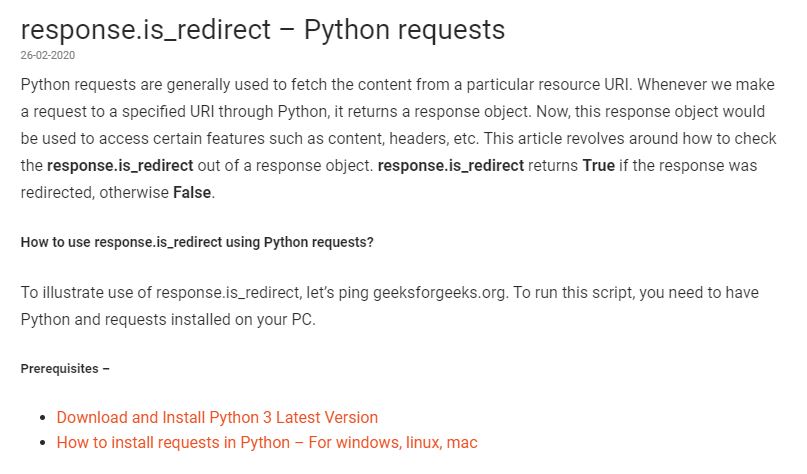 response.is_redirect – Python requests
26-02-2020
Python requests are generally used to fetch the content from a particular resource URI. Whenever we make
a request to a specified URI through Python, it returns a response object. Now, this response object would
be used to access certain features such as content, headers, etc. This article revolves around how to check
the response.is_redirect out of a response object. response.is_redirect returns True if the response was
redirected, otherwise False.
How to use response.is_redirect using Python requests?
To illustrate use of response.is_redirect, let’s ping geeksforgeeks.org. To run this script, you need to have
Python and requests installed on your PC.
Prerequisites –
• Download and Install Python 3 Latest Version
• How to install requests in Python – For windows, linux, mac